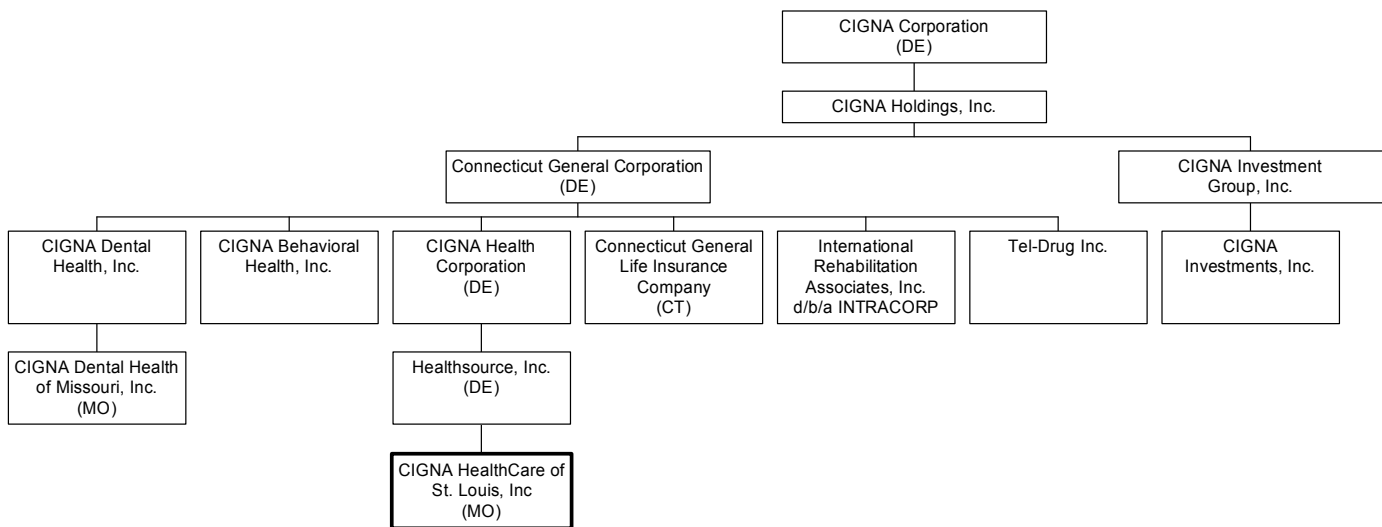 CIGNA Corporation
(DE)
CIGNA Holdings, Inc.
Connecticut General Corporation
(DE)
CIGNA Investment
Group, Inc.
CIGNA Dental
Health, Inc.
CIGNA Behavioral
Health, Inc.
CIGNA Health
Corporation
(DE)
Connecticut General
Life Insurance
Company
(CT)
International
Rehabilitation
Associates, Inc.
d/b/a INTRACORP
Tel-Drug Inc.
CIGNA
Investments, Inc.
CIGNA Dental Health
of Missouri, Inc.
(MO)
Healthsource, Inc.
(DE)
CIGNA HealthCare of
St. Louis, Inc
(MO)